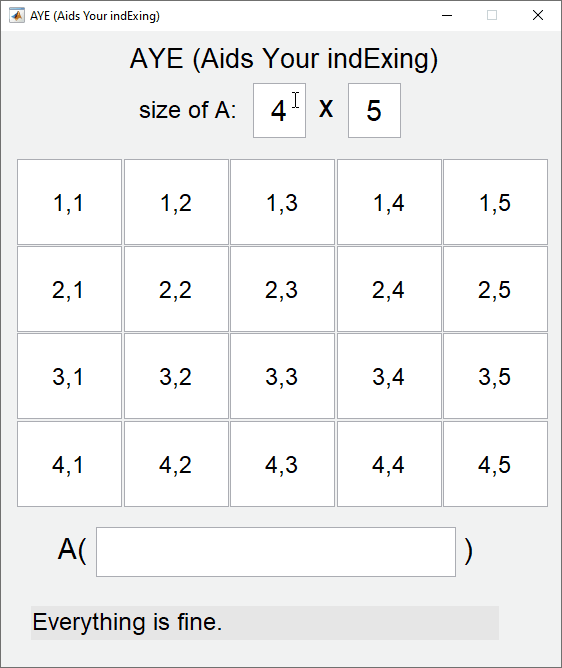 AYE (Aids Your indExing)
AYE (Aids Your indExing)
size of A: 4 X 5
1,1 1,2 1,3 1,4 1,5
2,1 2,2 2,3 2,4 2,5
3,1 3,2 3,3 3,4 3,5
4,1 4,2 4,3 4,4 4,5
A( )
Everything is fine.